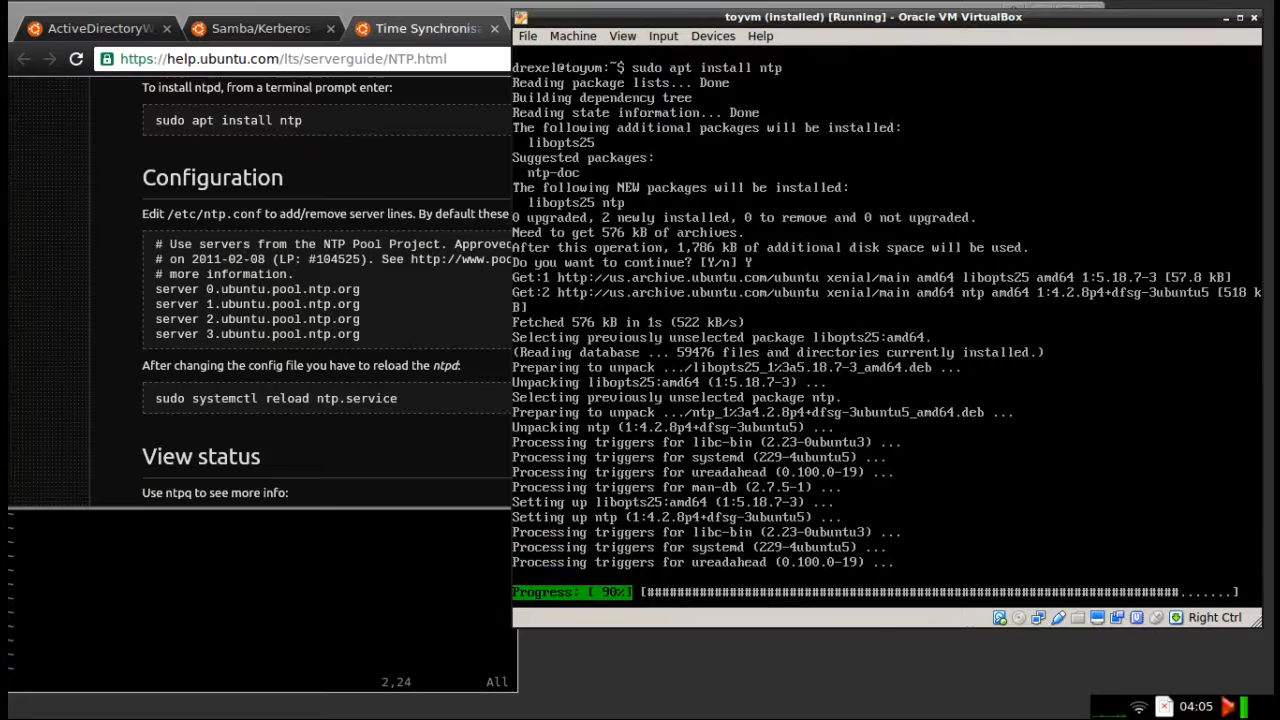 ActiveDirectoryW
Samba/Kerberos
Time Synchronisa
https://help.ubuntu.com/lts/serverguide/NTP.html
To install ntpd, from a terminal prompt enter:
sudo apt install ntp
Configuration
Edit /etc/ntp.conf to add/remove server lines. By default these
# Use servers from the NTP Pool Project. Approved
# on 2011-02-08 (LP: #104525). See http://www.poo
# more information.
server 0.ubuntu.pool.ntp.org
server 1.ubuntu.pool.ntp.org
server 2.ubuntu.pool.ntp.org
server 3.ubuntu.pool.ntp.org
After changing the config file you have to reload the ntpd:
sudo systemctl reload ntp.service
View status
Use ntpq to see more info:
~
~
~
~
~
~
~
~
~
~
~
2,24 All
toyvm (installed) [Running] - Oracle VM VirtualBox
File Machine View Input Devices Help
drexel@toyvm:~$ sudo apt install ntp
Reading package lists... Done
Building dependency tree
Reading state information... Done
The following additional packages will be installed:
libopts25
Suggested packages:
ntp-doc
The following NEW packages will be installed:
libopts25 ntp
0 upgraded, 2 newly installed, 0 to remove and 0 not upgraded.
Need to get 576 kB of archives.
After this operation, 1,786 kB of additional disk space will be used.
Do you want to continue? [Y/n] Y
Get:1 http://us.archive.ubuntu.com/ubuntu xenial/main amd64 libopts25 amd64 1:5.18.7-3 [57.8 kB]
Get:2 http://us.archive.ubuntu.com/ubuntu xenial/main amd64 ntp amd64 1:4.2.8p4+dfsg-3ubuntu5 [518 k
B]
Fetched 576 kB in 1s (522 kB/s)
Selecting previously unselected package libopts25:amd64.
(Reading database ... 59476 files and directories currently installed.)
Preparing to unpack .../libopts25_1%3a5.18.7-3_amd64.deb ...
Unpacking libopts25:amd64 (1:5.18.7-3) ...
Selecting previously unselected package ntp.
Preparing to unpack .../ntp_1%3a4.2.8p4+dfsg-3ubuntu5_amd64.deb ...
Unpacking ntp (1:4.2.8p4+dfsg-3ubuntu5) ...
Processing triggers for libc-bin (2.23-0ubuntu3) ...
Processing triggers for systemd (229-4ubuntu5) ...
Processing triggers for ureadahead (0.100.0-19) ...
Processing triggers for man-db (2.7.5-1) ...
Setting up libopts25:amd64 (1:5.18.7-3) ...
Setting up ntp (1:4.2.8p4+dfsg-3ubuntu5) ...
Processing triggers for libc-bin (2.23-0ubuntu3) ...
Processing triggers for systemd (229-4ubuntu5) ...
Processing triggers for ureadahead (0.100.0-19) ...
Progress: [ 90%] [########################################################################.......]
Right Ctrl
04:05